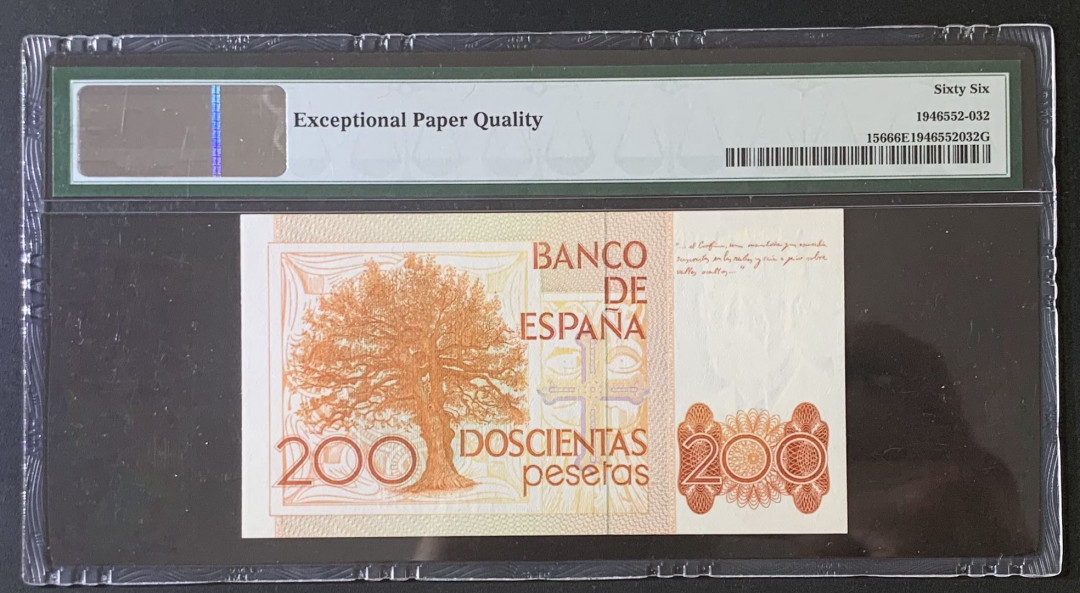 Sixty Six
Exceptional Paper Quality
1946552-032
15666E1946552032G
BANCO
DE
ESPAÑA
200
DOSCIENTAS
pesetas
200